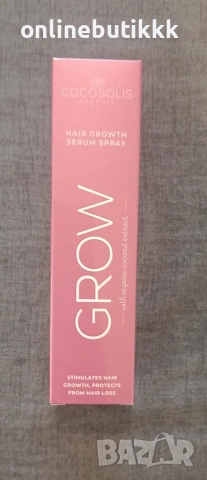 onlinebutikkk
COCOSOLIS
organic
HAIR GROWTH
SERUM SPRAY
GROW
with organic coconut extract
STIMULATES HAIR
GROWTH, PROTECTS
FROM HAIR LOSS
BAZAR